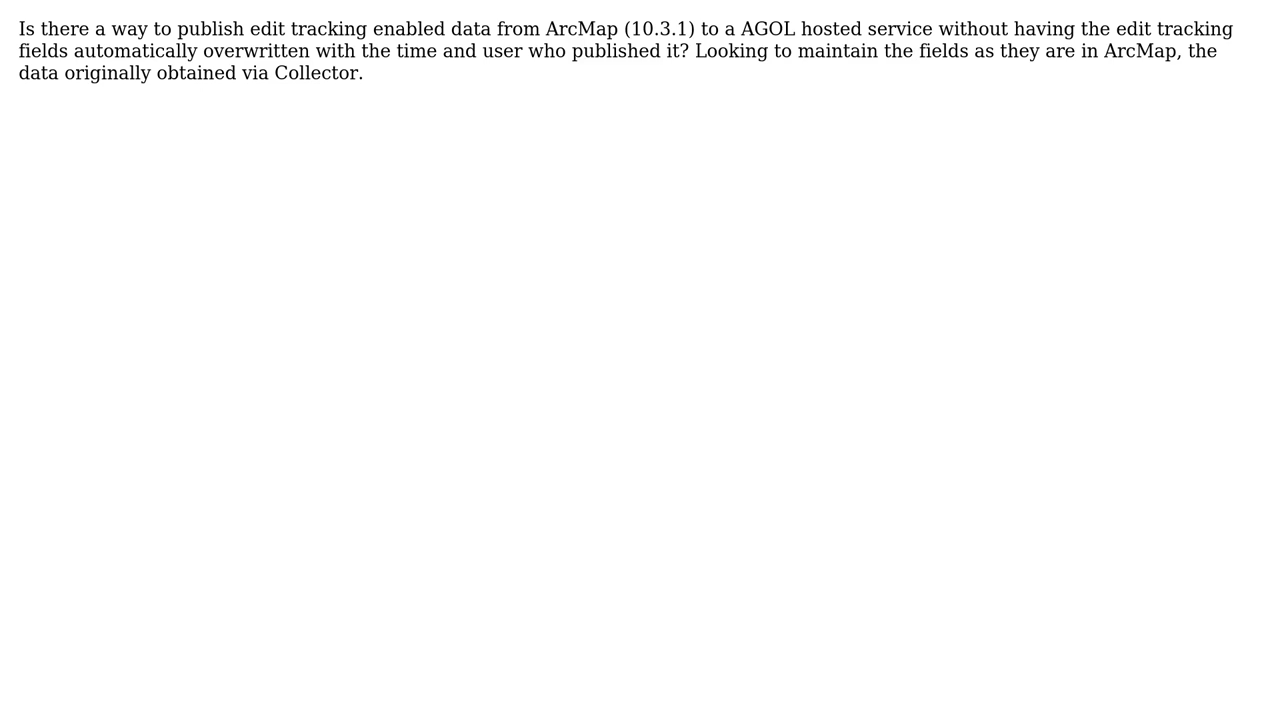 Is there a way to publish edit tracking enabled data from ArcMap (10.3.1) to a AGOL hosted service without having the edit tracking
fields automatically overwritten with the time and user who published it? Looking to maintain the fields as they are in ArcMap, the
data originally obtained via Collector.